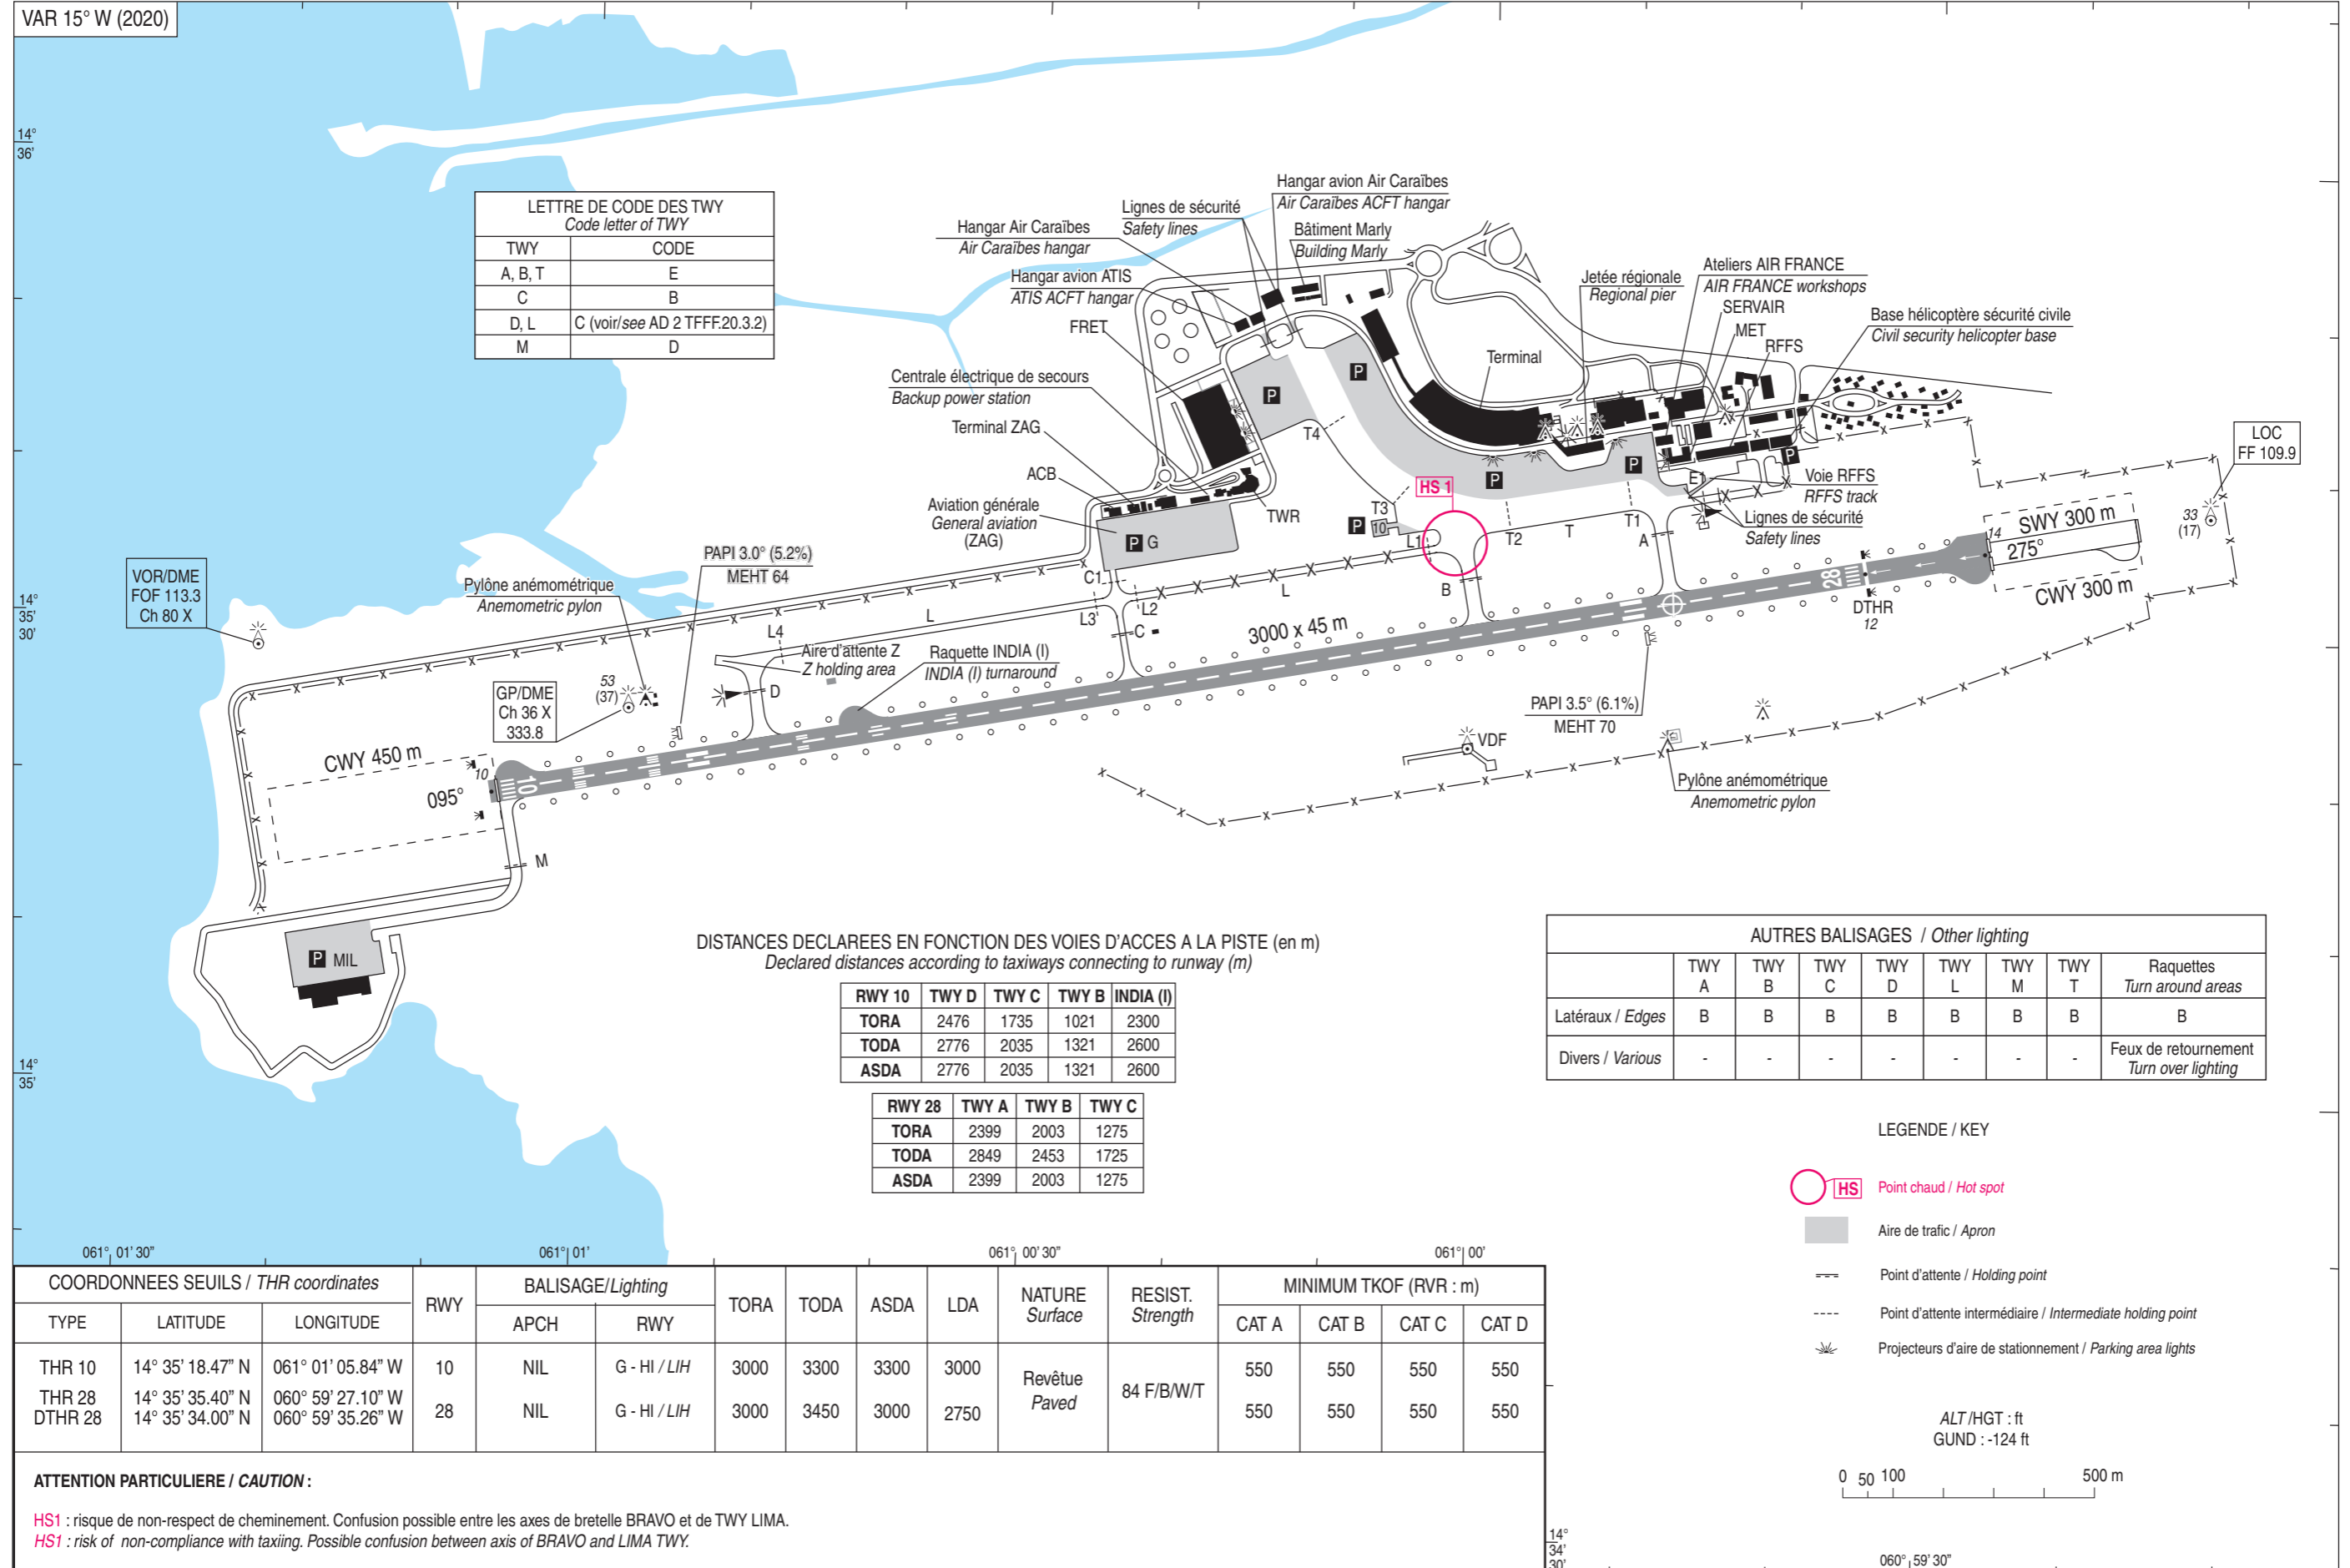 VAR 15° W (2020)
14°
36'
LETTRE DE CODE DES TWY
Code letter of TWY
TWY CODE
A, B, T E
C B
D, L C (voir/see AD 2 TFFF.20.3.2)
M D
Hangar avion Air Caraïbes
Air Caraïbes ACFT hangar
Lignes de sécurité
Safety lines
Hangar Air Caraïbes
Air Caraïbes hangar
Bâtiment Marly
Building Marly
Hangar avion ATIS
ATIS ACFT hangar
FRET
Jetée régionale
Regional pier
Ateliers AIR FRANCE
AIR FRANCE workshops
SERVAIR
MET
RFFS
Base hélicoptère sécurité civile
Civil security helicopter base
Terminal
Centrale électrique de secours
Backup power station
Terminal ZAG
ACB
Aviation générale
General aviation
(ZAG)
TWR
P
P
P
P
P
P 10
P G
T4
T3
HS 1
T2
T
T1
A
E
L1
B
Voie RFFS
RFFS track
Lignes de sécurité
Safety lines
LOC
FF 109.9
33
(17)
SWY 300 m
14
275°
CWY 300 m
28
DTHR
12
VOR/DME
FOF 113.3
Ch 80 X
14°
35'
30'
PAPI 3.0° (5.2%)
MEHT 64
Pylône anémométrique
Anemometric pylon
C1
L
L2
L3
C
L
L4
Aire d'attente Z
Z holding area
Raquette INDIA (I)
INDIA (I) turnaround
3000 x 45 m
D
53
(37)
GP/DME
Ch 36 X
333.8
CWY 450 m
10
095°
10
PAPI 3.5° (6.1%)
MEHT 70
VDF
Pylône anémométrique
Anemometric pylon
M
P MIL
14°
35'
DISTANCES DECLAREES EN FONCTION DES VOIES D'ACCES A LA PISTE (en m)
Declared distances according to taxiways connecting to runway (m)
RWY 10 TWY D TWY C TWY B INDIA (I)
TORA 2476 1735 1021 2300
TODA 2776 2035 1321 2600
ASDA 2776 2035 1321 2600
RWY 28 TWY A TWY B TWY C
TORA 2399 2003 1275
TODA 2849 2453 1725
ASDA 2399 2003 1275
AUTRES BALISAGES / Other lighting
TWY A TWY B TWY C TWY D TWY L TWY M TWY T Raquettes
Turn around areas
Latéraux / Edges B B B B B B B B
Divers / Various - - - - - - - Feux de retournement
Turn over lighting
LEGENDE / KEY
HS Point chaud / Hot spot
Aire de trafic / Apron
Point d'attente / Holding point
Point d'attente intermédiaire / Intermediate holding point
Projecteurs d'aire de stationnement / Parking area lights
ALT /HGT : ft
GUND : -124 ft
0 50 100 500 m
061° 01' 30" 061° 01' 061° 00' 30" 061° 00'
COORDONNEES SEUILS / THR coordinates RWY BALISAGE/Lighting TORA TODA ASDA LDA NATURE
Surface RESIST.
Strength MINIMUM TKOF (RVR : m)
TYPE LATITUDE LONGITUDE APCH RWY CAT A CAT B CAT C CAT D
THR 10 14° 35' 18.47" N 061° 01' 05.84" W 10 NIL G - HI / LIH 3000 3300 3300 3000 Revêtue
Paved 84 F/B/W/T 550 550 550 550
THR 28 14° 35' 35.40" N 060° 59' 27.10" W
DTHR 28 14° 35' 34.00" N 060° 59' 35.26" W 28 NIL G - HI / LIH 3000 3450 3000 2750 550 550 550 550
ATTENTION PARTICULIERE / CAUTION :
HS1 : risque de non-respect de cheminement. Confusion possible entre les axes de bretelle BRAVO et de TWY LIMA.
HS1 : risk of non-compliance with taxiing. Possible confusion between axis of BRAVO and LIMA TWY.
14°
34'
30'
060° 59' 30"